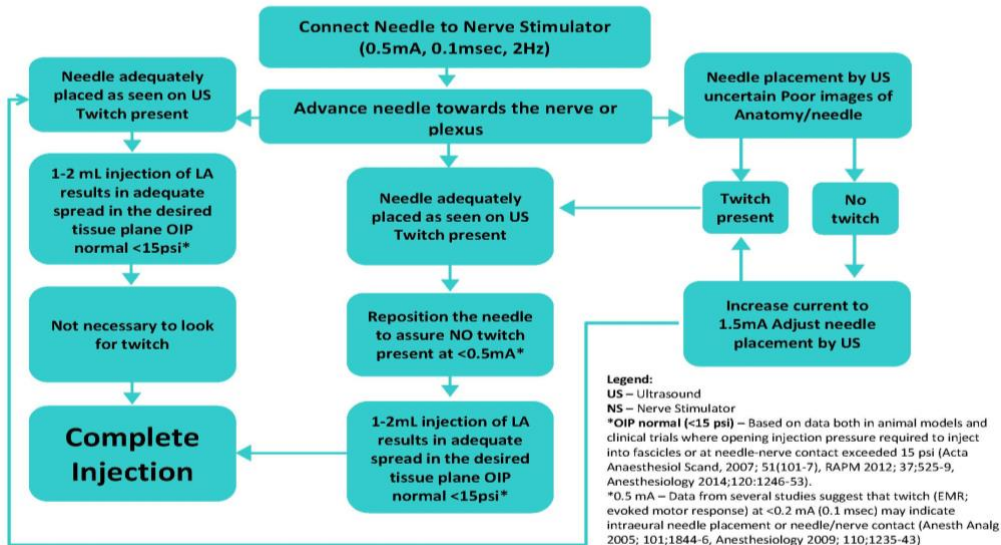 Connect Needle to Nerve Stimulator
(0.5mA, 0.1msec, 2Hz)
Needle adequately
placed as seen on US
Twitch present
Advance needle towards the nerve or
plexus
Needle placement by US
uncertain Poor images of
Anatomy/needle
1-2 mL injection of LA
results in adequate
spread in the desired
tissue plane OIP
normal <15psi*
Needle adequately
placed as seen on US
Twitch present
Twitch
present
No
twitch
Not necessary to look
for twitch
Reposition the needle
to assure NO twitch
present at <0.5mA*
Increase current to
1.5mA Adjust needle
placement by US
Complete
Injection
1-2mL injection of LA
results in adequate
spread in the desired
tissue plane OIP
normal <15psi*
Legend:
US – Ultrasound
NS – Nerve Stimulator
*OIP normal (<15 psi) – Based on data both in animal models and
clinical trials where opening injection pressure required to inject
into fascicles or at needle-nerve contact exceeded 15 psi (Acta
Anaesthesiol Scand, 2007; 51(101-7), RAPM 2012; 37;525-9,
Anesthesiology 2014;120:1246-53).
*0.5 mA – Data from several studies suggest that twitch (EMR;
evoked motor response) at <0.2 mA (0.1 msec) may indicate
intraeural needle placement or needle/nerve contact (Anesth Analg
2005; 101;1844-6, Anesthesiology 2009; 110;1235-43)